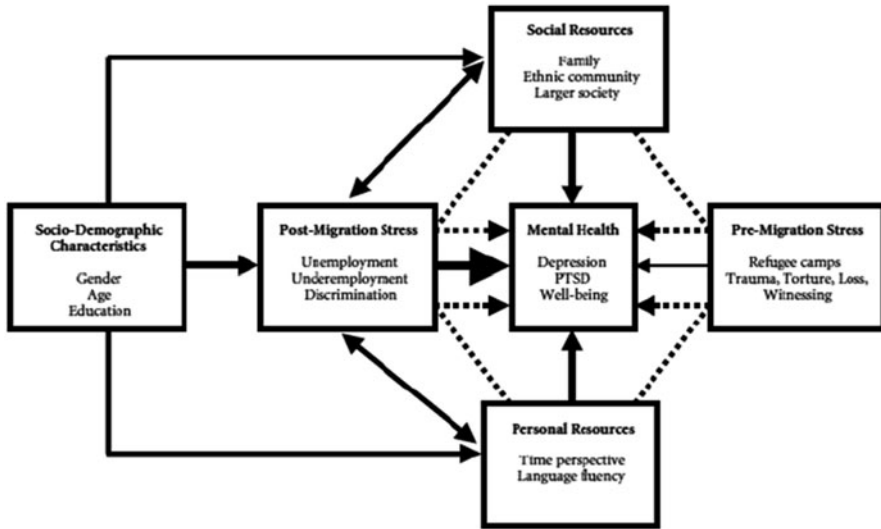 Social Resources
Family
Ethnic community
Larger society
Socio-Demographic
Characteristics
Gender
Age
Education
Post-Migration Stress
Unemployment
Underemployment
Discrimination
Mental Health
Depression
PTSD
Well-being
Pre-Migration Stress
Refugee camps
Trauma, Torture, Loss,
Witnessing
Personal Resources
Time perspective
Language fluency